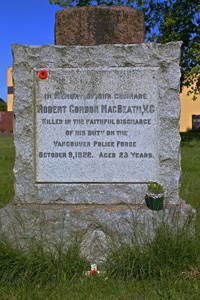 In Memory of our Comrade
Robert Gordon MacBeath, V.C.
Killed in the faithful discharge
of his duty on the
Vancouver Police Force
October 9, 1922. Aged 23 Years.